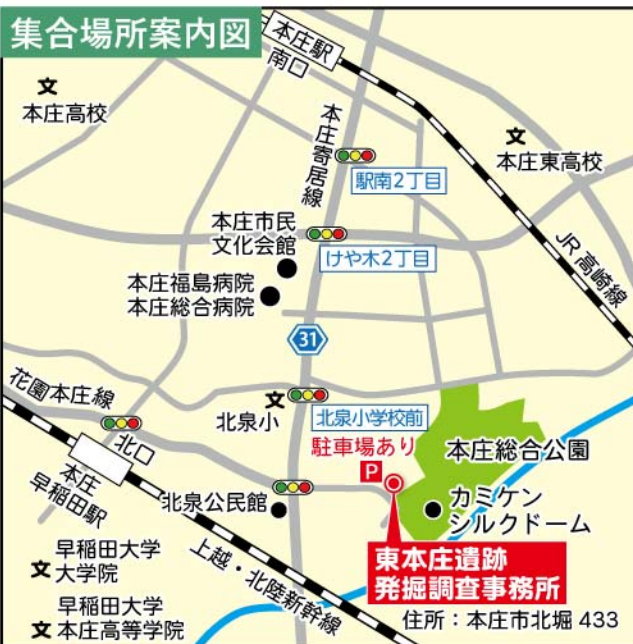 集合場所案内図
本庄駅
南口
文
本庄高校
文
本庄東高校
本庄寄居線
駅南2丁目
本庄市民
文化会館
けや木2丁目
本庄福島病院
本庄総合病院
JR高崎線
31
花園本庄線
文
北泉小
北泉小学校前
駐車場あり
P
本庄総合公園
北口
本庄
早稲田駅
北泉公民館
カミケン
シルクドーム
上越・北陸新幹線
東本庄遺跡
発掘調査事務所
早稲田大学
文 大学院
早稲田大学
文 本庄高等学院
住所：本庄市北堀 433